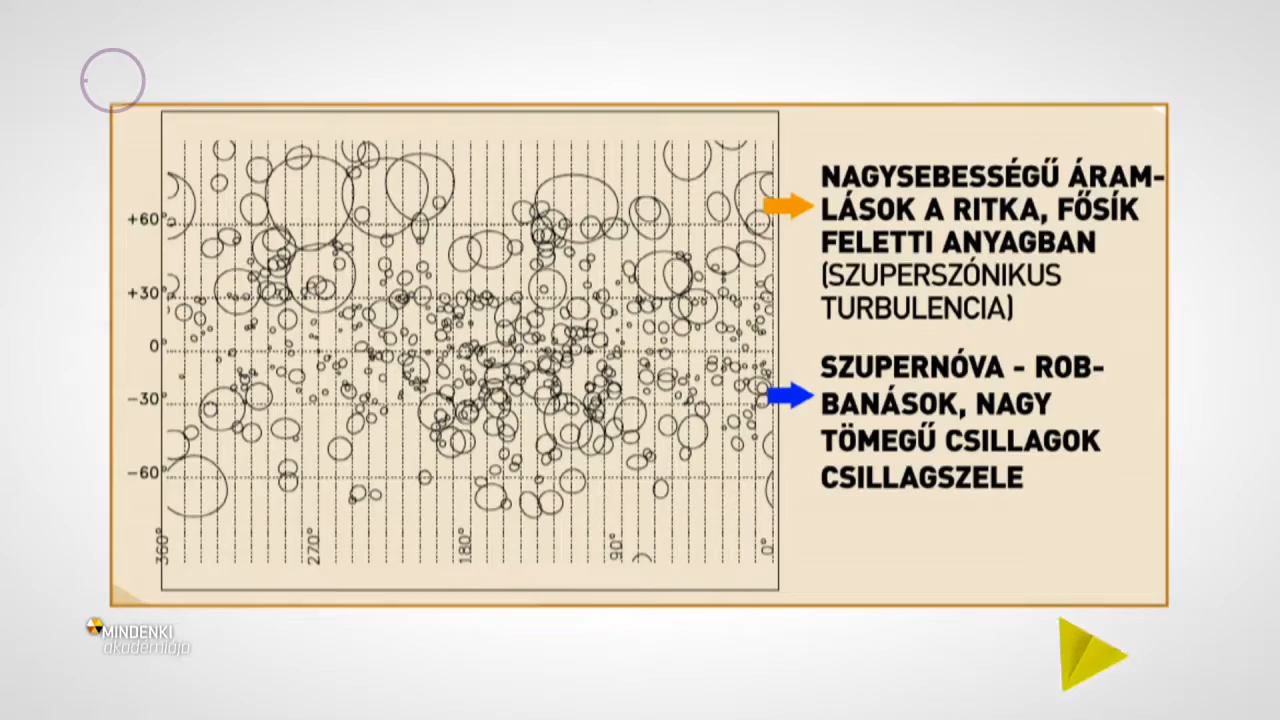 NAGYSEBESSÉGŰ ÁRAM-
LÁSOK A RITKA, FŐSÍK
FELETTI ANYAGBAN
(SZUPERSZÓNIKUS
TURBULENCIA)
SZUPERNÓVA - ROB-
BANÁSOK, NAGY
TÖMEGŰ CSILLAGOK
CSILLAGSZELE
+60°
+30°
0°
−30°
−60°
360°
270°
180°
90°
0°
MINDENKI
akadémiája